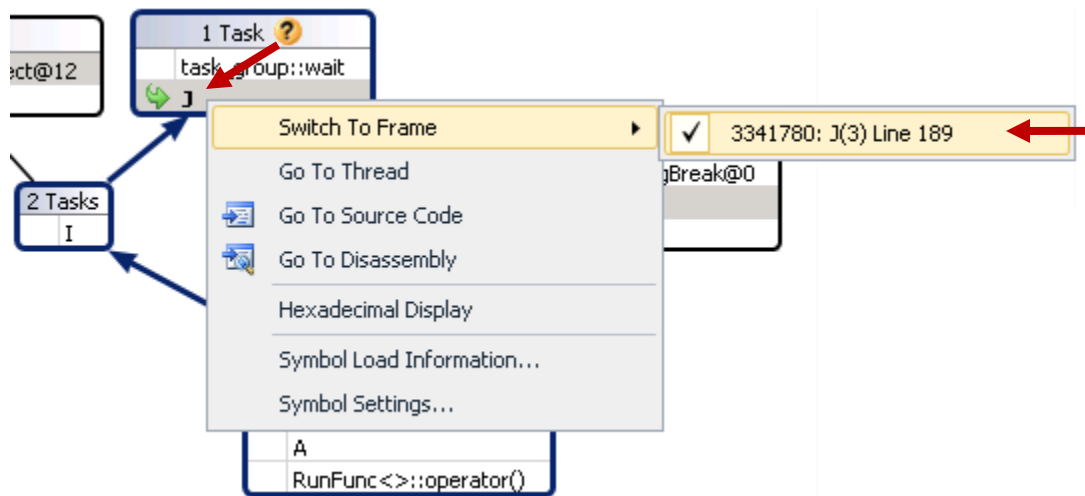 1 Task ?
ect@12
task_group::wait
J
Switch To Frame
3341780: J(3) Line 189
Go To Thread
gBreak@0
2 Tasks
I
Go To Source Code
Go To Disassembly
Hexadecimal Display
Symbol Load Information...
Symbol Settings...
A
RunFunc<>::operator()